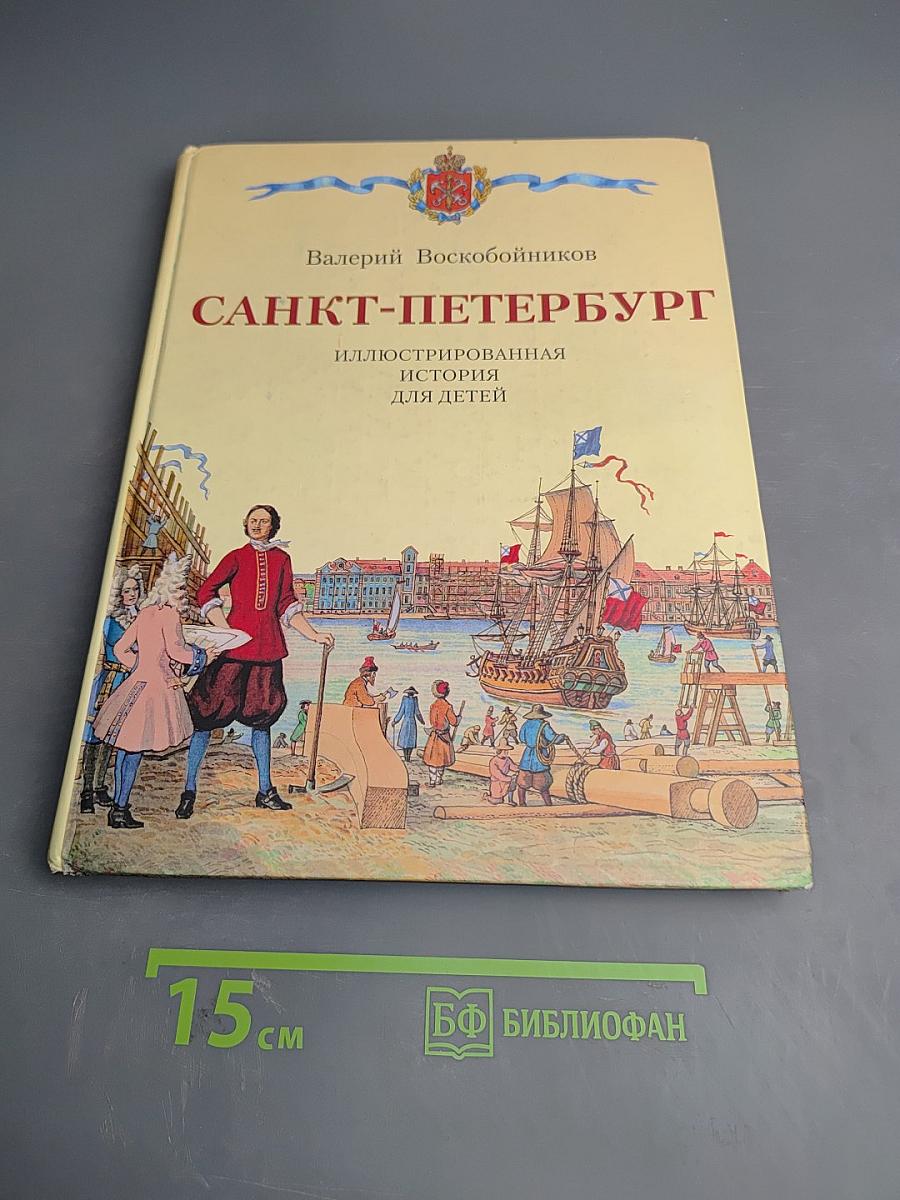 Валерий Воскобойников
САНКТ-ПЕТЕРБУРГ
ИЛЛЮСТРИРОВАННАЯ
ИСТОРИЯ
ДЛЯ ДЕТЕЙ
15 см
БФ БИБЛИОФАН